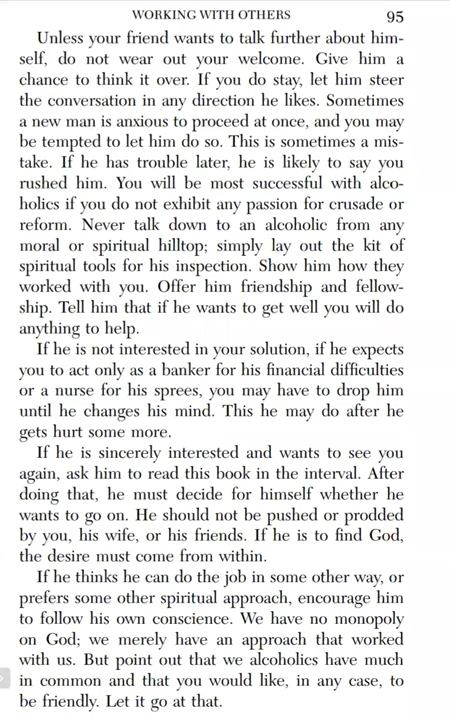 WORKING WITH OTHERS 95
Unless your friend wants to talk further about him-
self, do not wear out your welcome. Give him a
chance to think it over. If you do stay, let him steer
the conversation in any direction he likes. Sometimes
a new man is anxious to proceed at once, and you may
be tempted to let him do so. This is sometimes a mis-
take. If he has trouble later, he is likely to say you
rushed him. You will be most successful with alco-
holics if you do not exhibit any passion for crusade or
reform. Never talk down to an alcoholic from any
moral or spiritual hilltop; simply lay out the kit of
spiritual tools for his inspection. Show him how they
worked with you. Offer him friendship and fellow-
ship. Tell him that if he wants to get well you will do
anything to help.
If he is not interested in your solution, if he expects
you to act only as a banker for his financial difficulties
or a nurse for his sprees, you may have to drop him
until he changes his mind. This he may do after he
gets hurt some more.
If he is sincerely interested and wants to see you
again, ask him to read this book in the interval. After
doing that, he must decide for himself whether he
wants to go on. He should not be pushed or prodded
by you, his wife, or his friends. If he is to find God,
the desire must come from within.
If he thinks he can do the job in some other way, or
prefers some other spiritual approach, encourage him
to follow his own conscience. We have no monopoly
on God; we merely have an approach that worked
with us. But point out that we alcoholics have much
in common and that you would like, in any case, to
be friendly. Let it go at that.